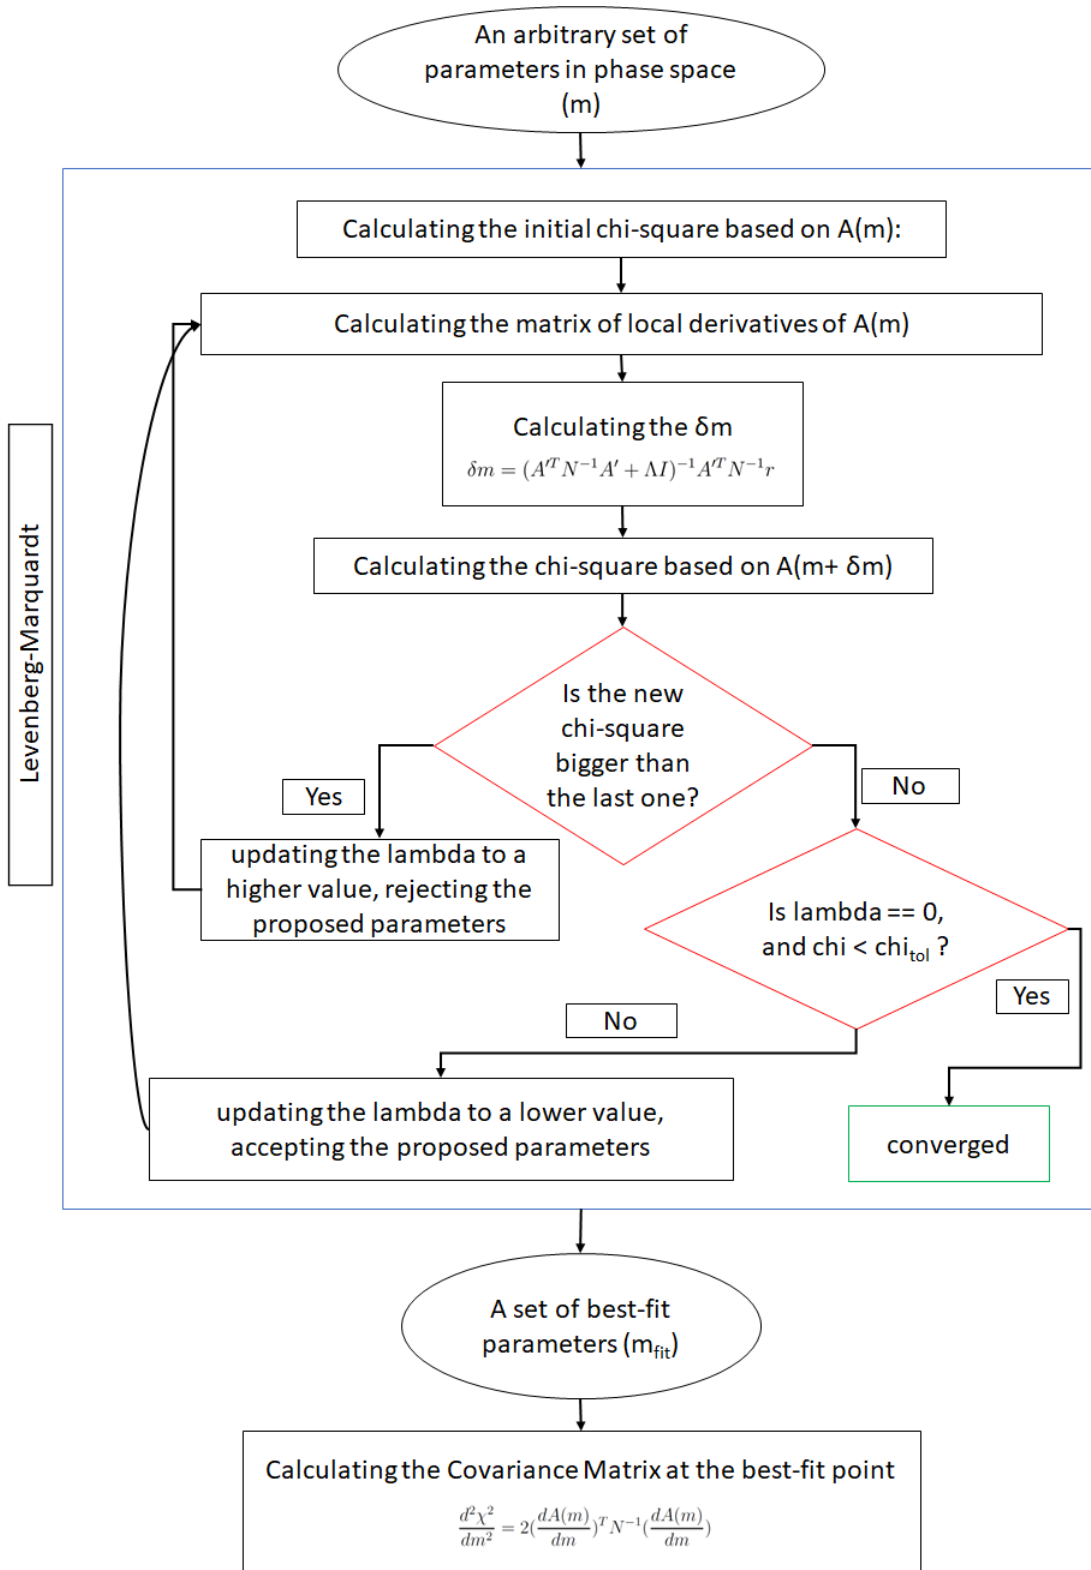 An arbitrary set of
parameters in phase space
(m)
Calculating the initial chi-square based on A(m):
Calculating the matrix of local derivatives of A(m)
Calculating the δm
δm = (A′ᵀ N⁻¹ A′ + ΛI)⁻¹ A′ᵀ N⁻¹ r
Calculating the chi-square based on A(m+ δm)
Levenberg-Marquardt
Is the new
chi-square
bigger than
the last one?
Yes
No
updating the lambda to a
higher value, rejecting the
proposed parameters
Is lambda == 0,
and chi < chi_tol ?
Yes
No
updating the lambda to a lower value,
accepting the proposed parameters
converged
A set of best-fit
parameters (m_fit)
Calculating the Covariance Matrix at the best-fit point
d²χ²/dm² = 2(dA(m)/dm)ᵀ N⁻¹(dA(m)/dm)